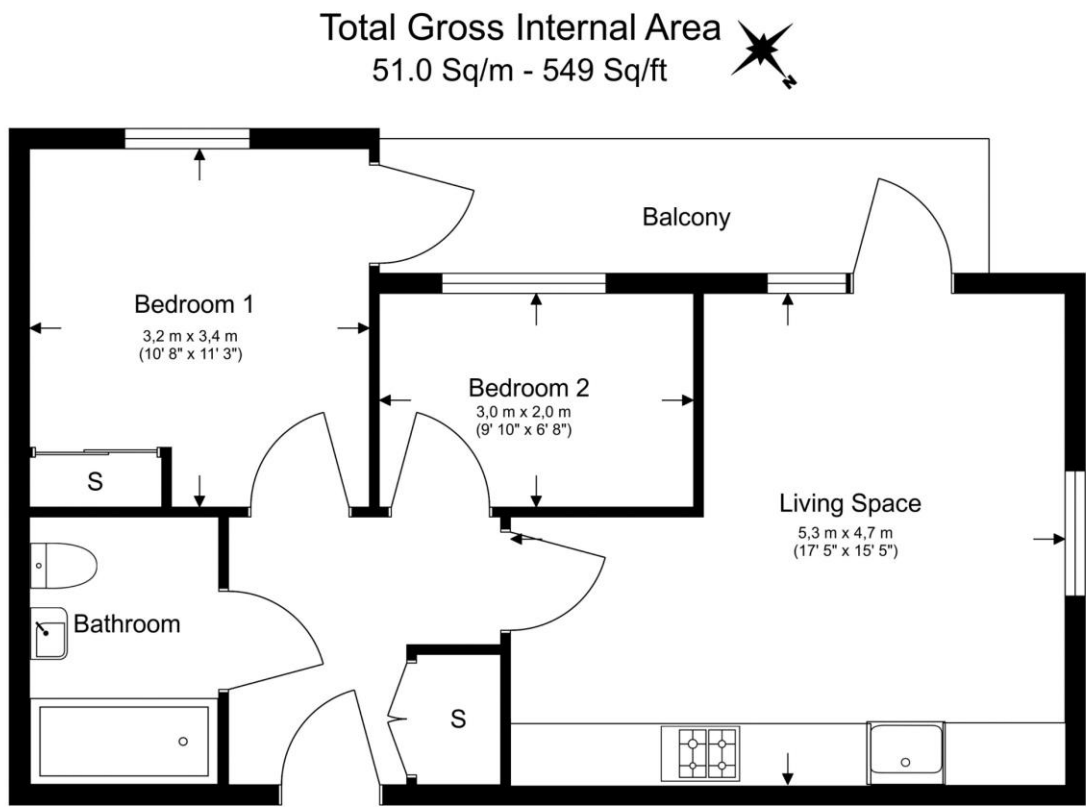 Total Gross Internal Area
51.0 Sq/m - 549 Sq/ft
N
Balcony
Bedroom 1
3,2 m x 3,4 m
(10' 8" x 11' 3")
Bedroom 2
3,0 m x 2,0 m
(9' 10" x 6' 8")
S
Living Space
5,3 m x 4,7 m
(17' 5" x 15' 5")
Bathroom
S